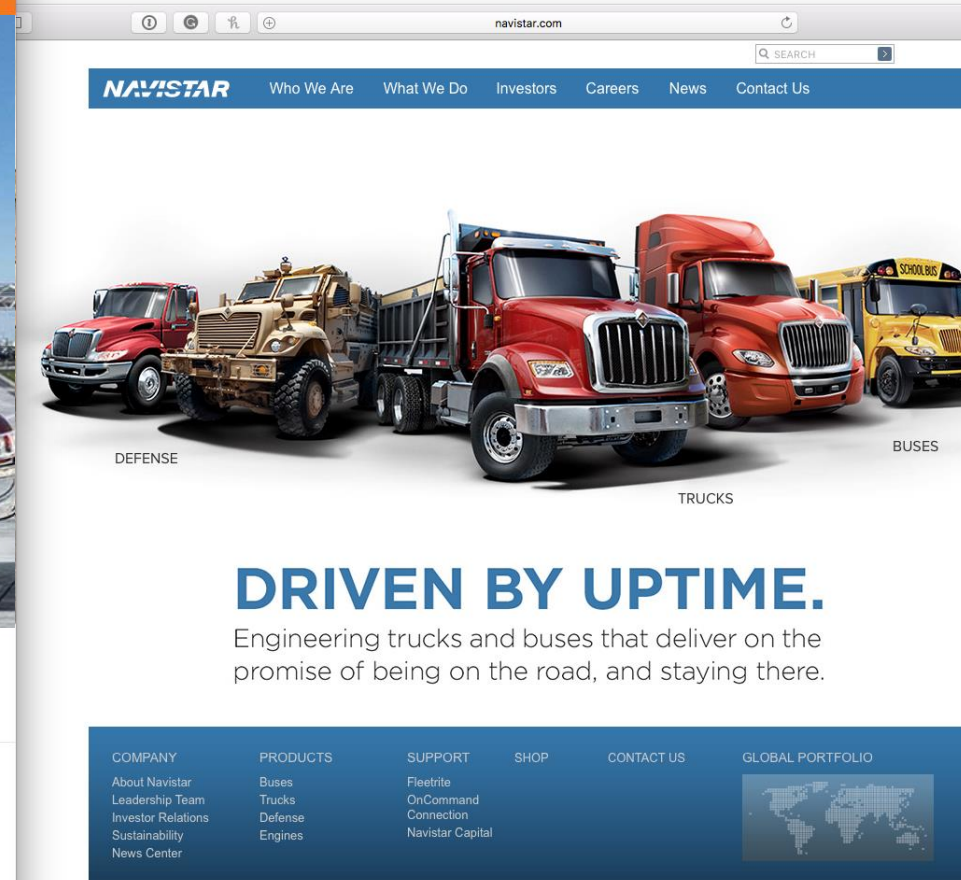 navistar.com
SEARCH
NAVISTAR Who We Are What We Do Investors Careers News Contact Us
SCHOOL BUS
DEFENSE
BUSES
TRUCKS
DRIVEN BY UPTIME.
Engineering trucks and buses that deliver on the
promise of being on the road, and staying there.
COMPANY
About Navistar
Leadership Team
Investor Relations
Sustainability
News Center
PRODUCTS
Buses
Trucks
Defense
Engines
SUPPORT
Fleetrite
OnCommand
Connection
Navistar Capital
SHOP
CONTACT US
GLOBAL PORTFOLIO